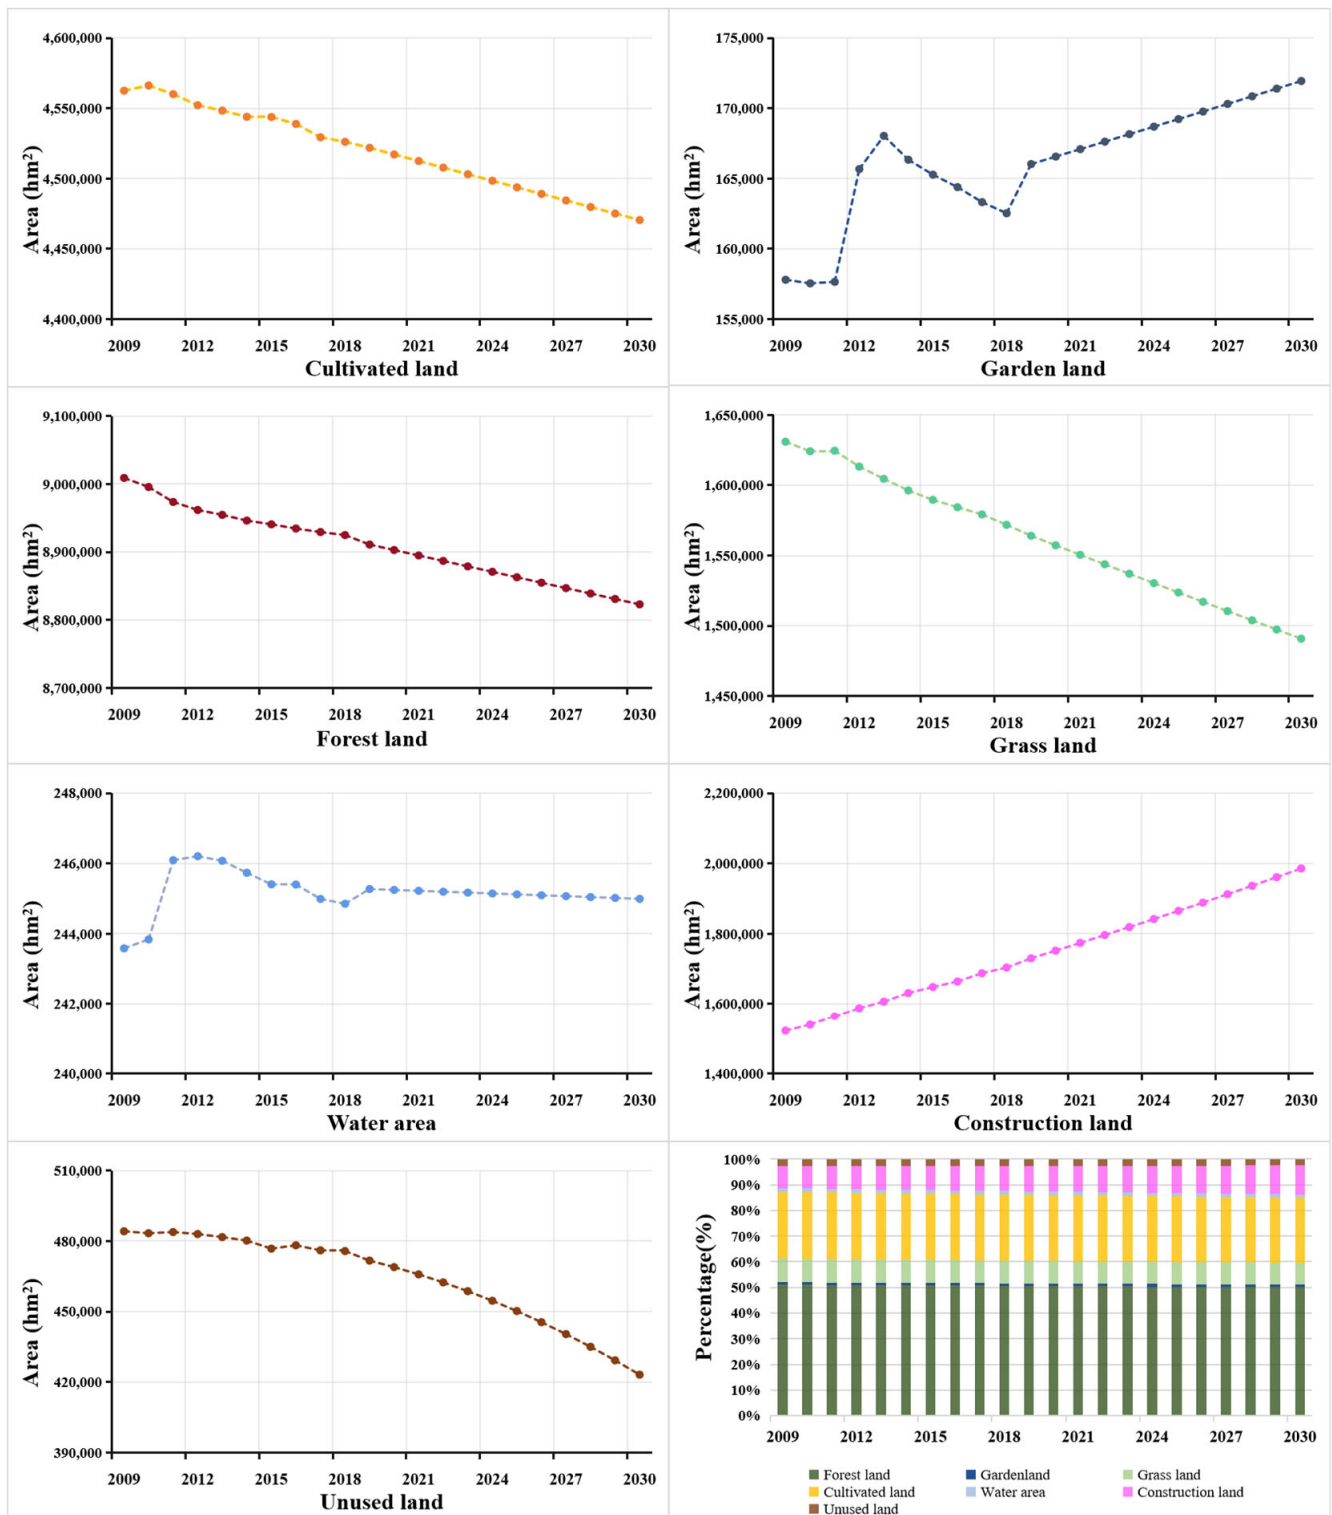 4,600,000
4,550,000
4,500,000
4,450,000
4,400,000
Area (hm²)
2009 2012 2015 2018 2021 2024 2027 2030
Cultivated land
175,000
170,000
165,000
160,000
155,000
Area (hm²)
2009 2012 2015 2018 2021 2024 2027 2030
Garden land
9,100,000
9,000,000
8,900,000
8,800,000
8,700,000
Area (hm²)
2009 2012 2015 2018 2021 2024 2027 2030
Forest land
1,650,000
1,600,000
1,550,000
1,500,000
1,450,000
Area (hm²)
2009 2012 2015 2018 2021 2024 2027 2030
Grass land
248,000
246,000
244,000
242,000
240,000
Area (hm²)
2009 2012 2015 2018 2021 2024 2027 2030
Water area
2,200,000
2,000,000
1,800,000
1,600,000
1,400,000
Area (hm²)
2009 2012 2015 2018 2021 2024 2027 2030
Construction land
510,000
480,000
450,000
420,000
390,000
Area (hm²)
2009 2012 2015 2018 2021 2024 2027 2030
Unused land
100%
90%
80%
70%
60%
50%
40%
30%
20%
10%
0%
Percentage(%)
2009 2012 2015 2018 2021 2024 2027 2030
Forest land Gardenland Grass land
Cultivated land Water area Construction land
Unused land